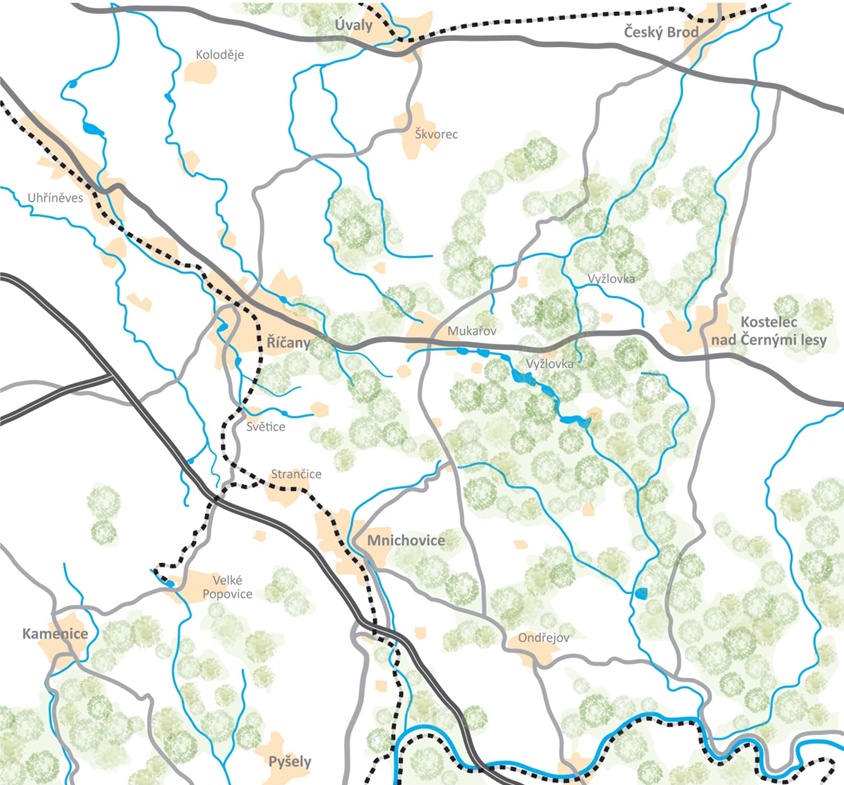 Úvaly
Český Brod
Koloděje
Škvorec
Uhříněves
Vyžlovka
Kostelec
nad Černými lesy
Mukařov
Říčany
Vyžlovka
Světice
Strančice
Mnichovice
Velké
Popovice
Kamenice
Ondřejov
Pyšely